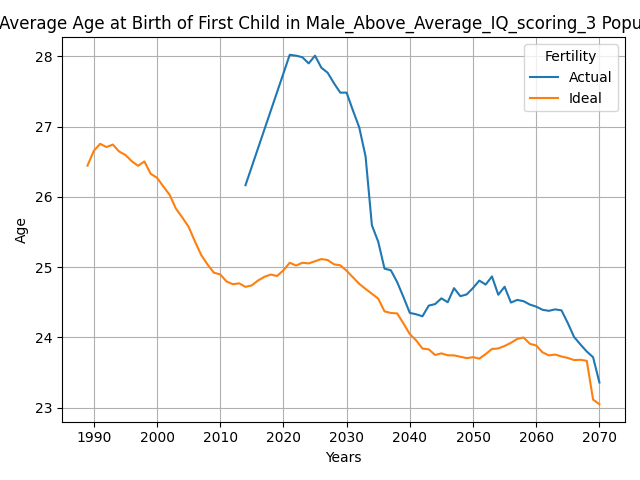 Average Age at Birth of First Child in Male_Above_Average_IQ_scoring_3 Popu
Fertility
Actual
Ideal
28
27
26
25
24
23
Age
1990 2000 2010 2020 2030 2040 2050 2060 2070
Years